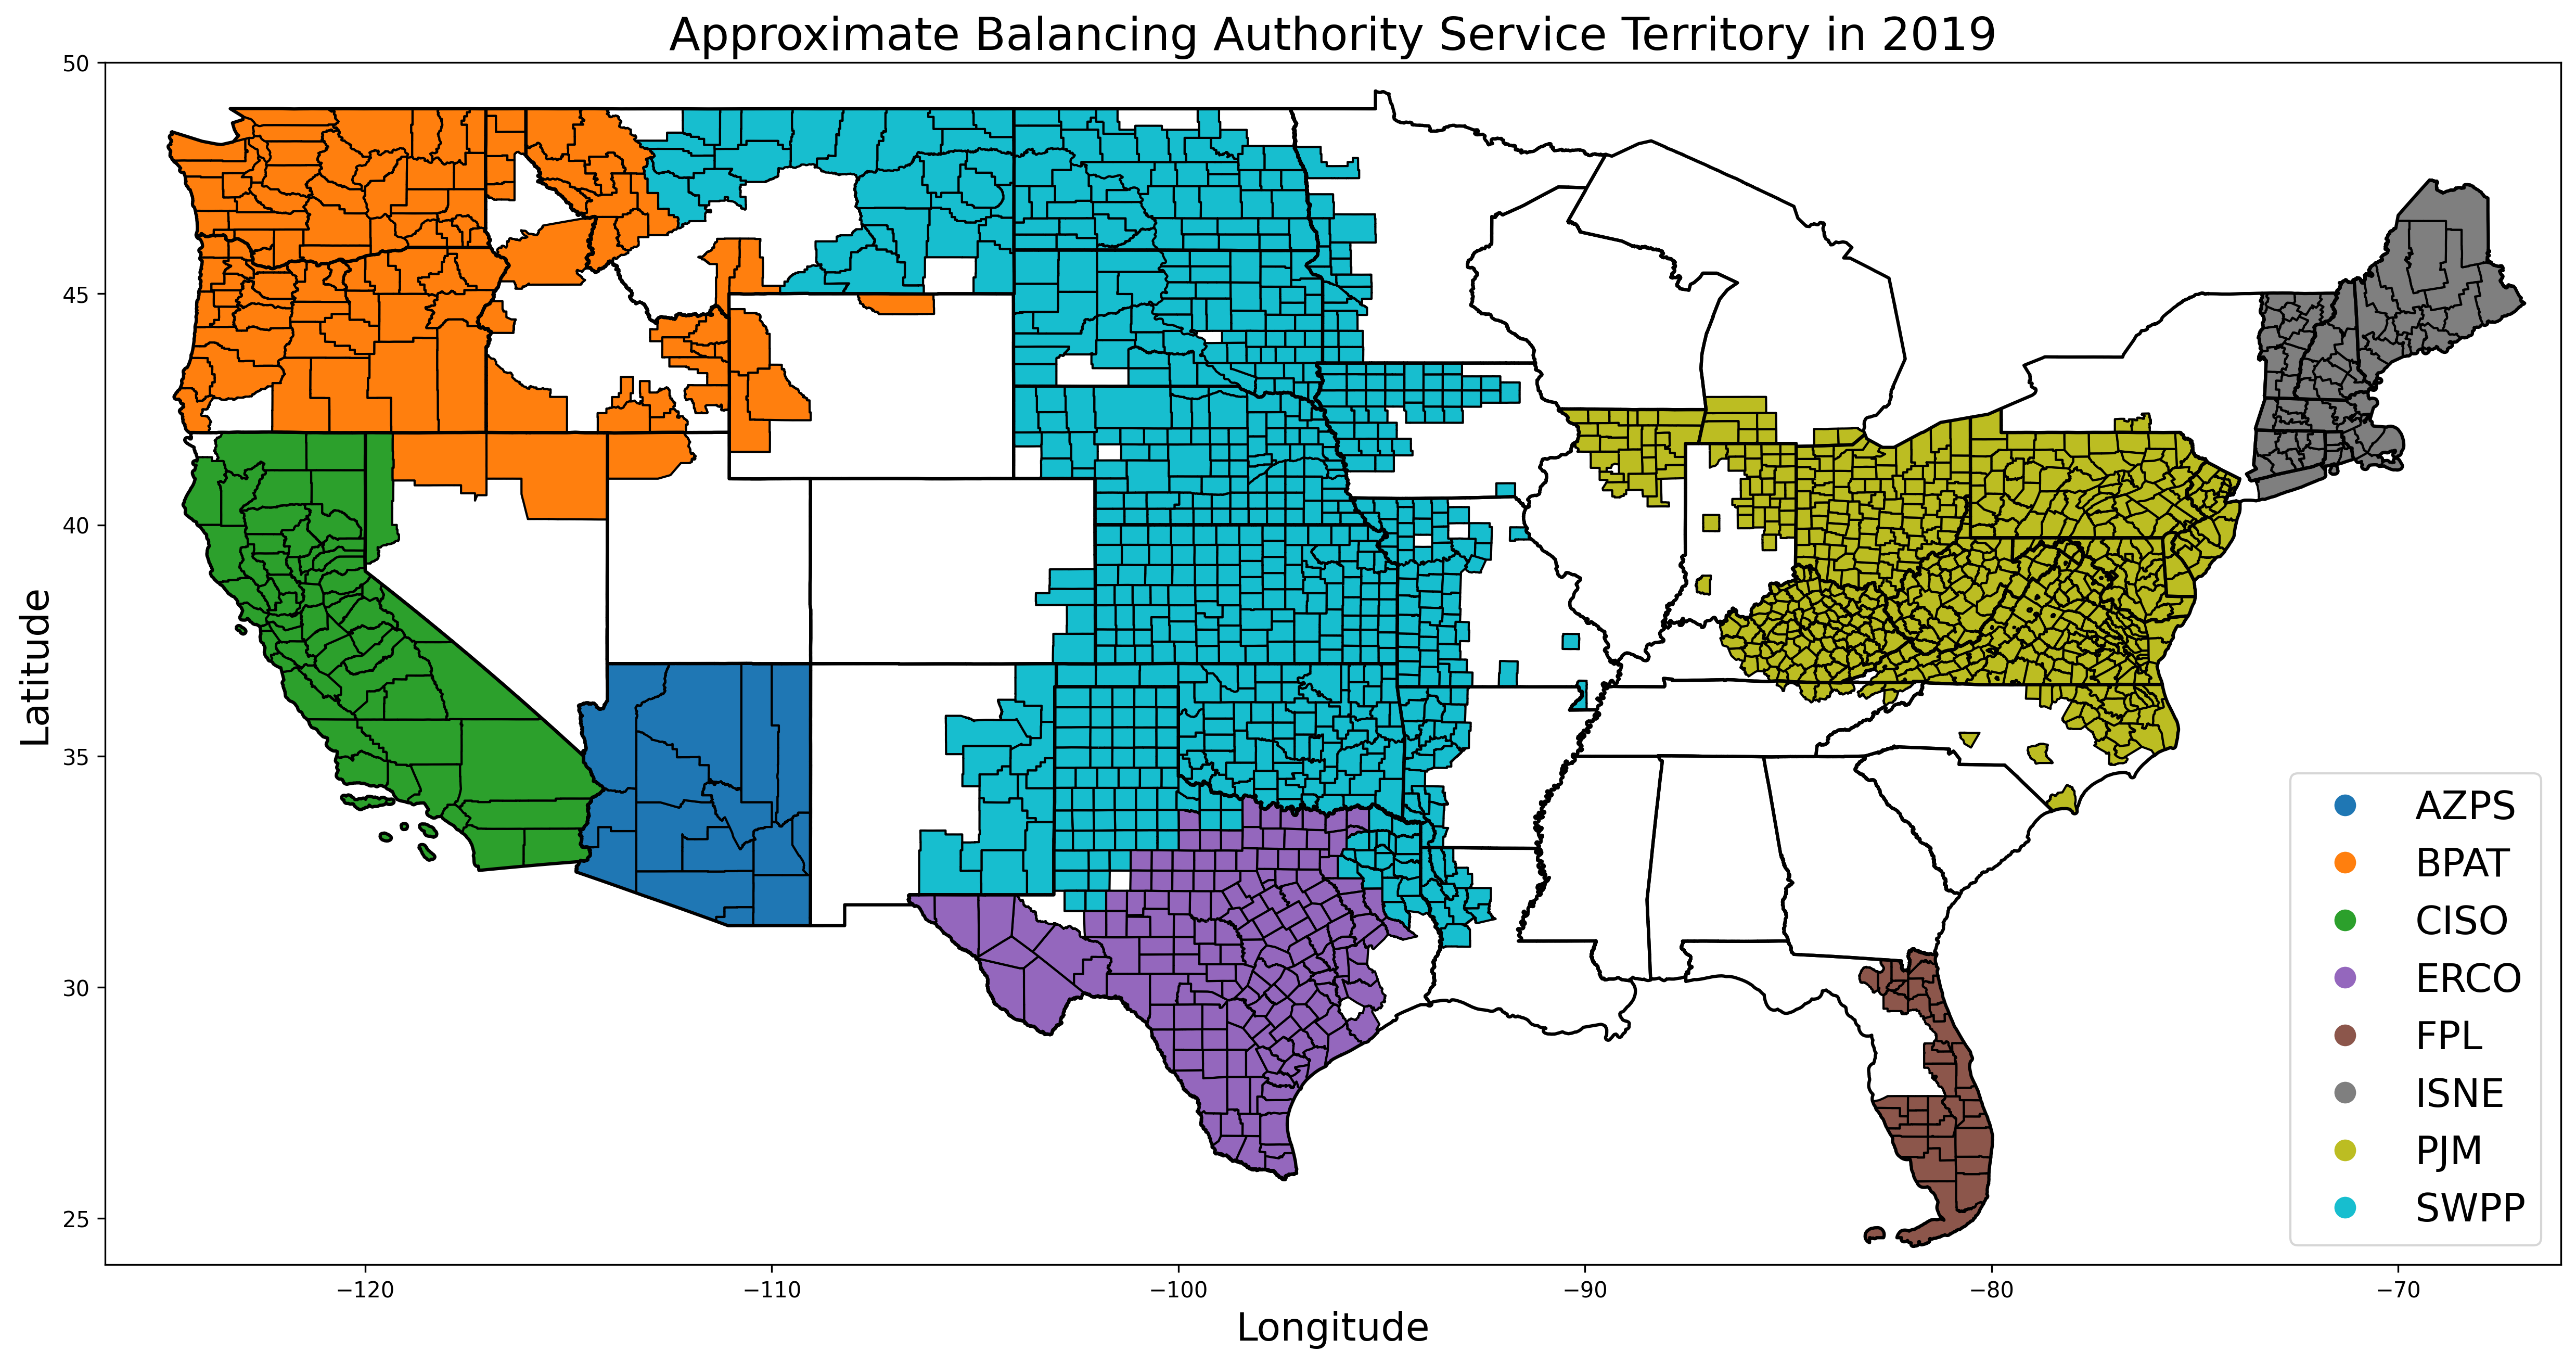 Approximate Balancing Authority Service Territory in 2019
50
45
40
35
30
25
Latitude
−120
−110
−100
−90
−80
−70
Longitude
AZPS
BPAT
CISO
ERCO
FPL
ISNE
PJM
SWPP